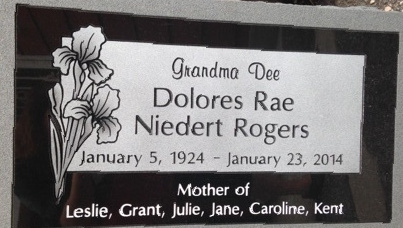 Grandma Dee
Dolores Rae
Niedert Rogers
January 5, 1924 - January 23, 2014
Mother of
Leslie, Grant, Julie, Jane, Caroline, Kent